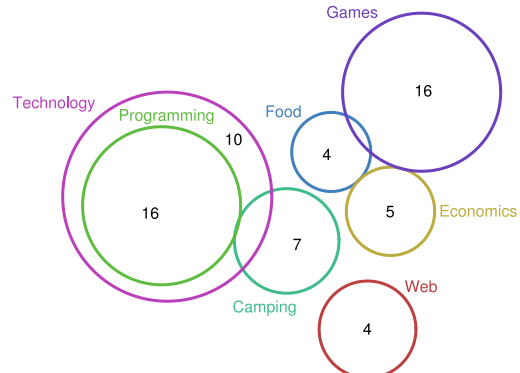 Games
16
Technology
Programming
Food
10
4
16
5
Economics
7
Camping
Web
4